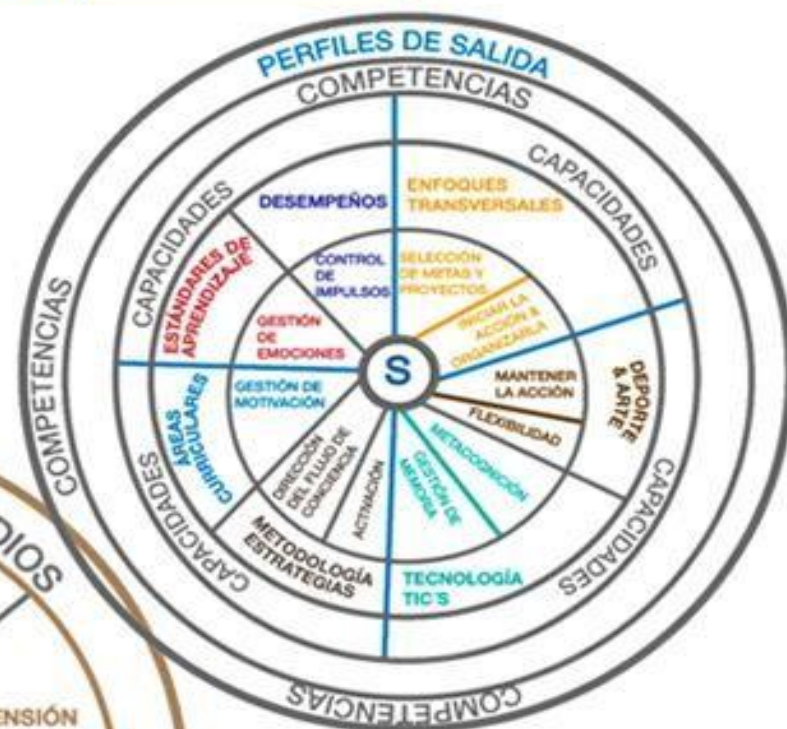 PERFILES DE SALIDA
COMPETENCIAS
CAPACIDADES
CAPACIDADES
DESEMPEÑOS
ENFOQUES
TRANSVERSALES
ESTÁNDARES DE
APRENDIZAJE
CONTROL
DE
IMPULSOS
SELECCIÓN
DE METAS Y
PROYECTOS
INICIAR LA
ACCIÓN &
ORGANIZARLA
GESTIÓN
DE
EMOCIONES
S
COMPETENCIAS
GESTIÓN DE
MOTIVACIÓN
MANTENER
LA ACCIÓN
DEPORTE
& ARTE
FLEXIBILIDAD
ÁREAS
CURRICULARES
DIRECCIÓN
DEL FLUJO DE
CONCIENCIA
ACTIVACIÓN
METACOGNICIÓN
GESTIÓN DE
MEMORIA
CAPACIDADES
CAPACIDADES
METODOLOGÍA
ESTRATEGIAS
TECNOLOGÍA
TIC'S
COMPETENCIAS
SOIC
ENSIÓN